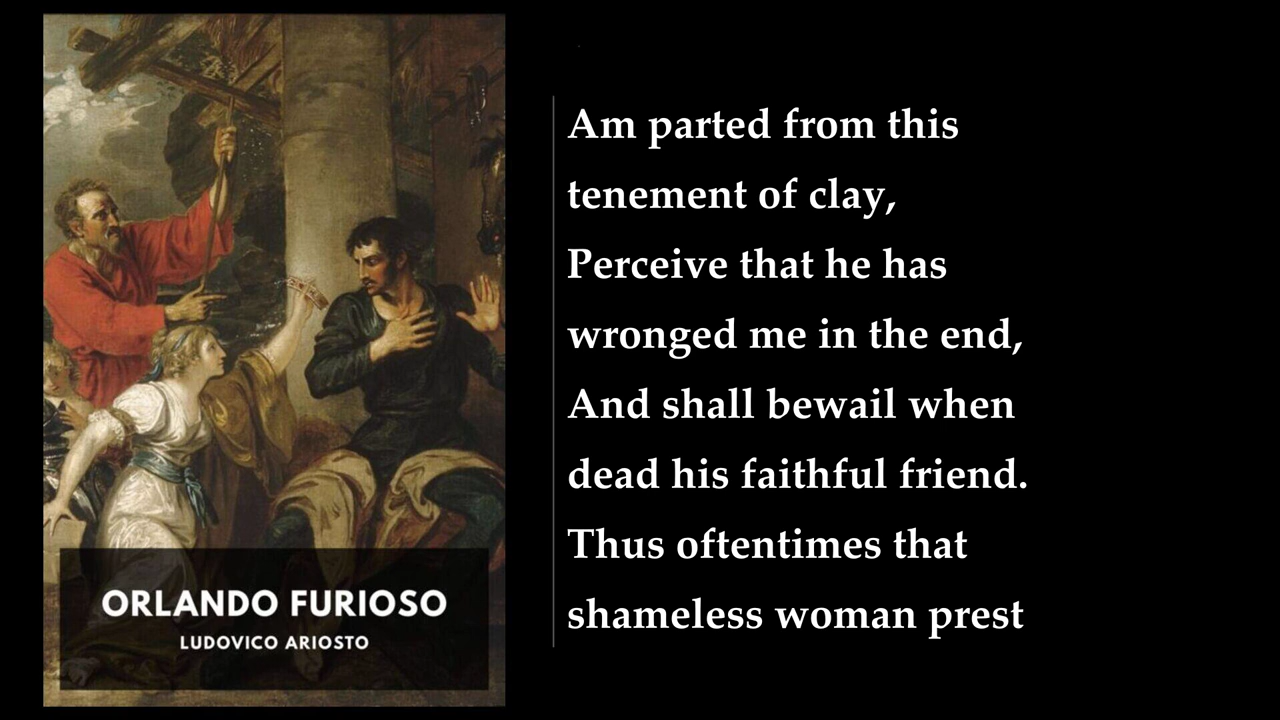 ORLANDO FURIOSO
LUDOVICO ARIOSTO
Am parted from this
tenement of clay,
Perceive that he has
wronged me in the end,
And shall bewail when
dead his faithful friend.
Thus oftentimes that
shameless woman prest